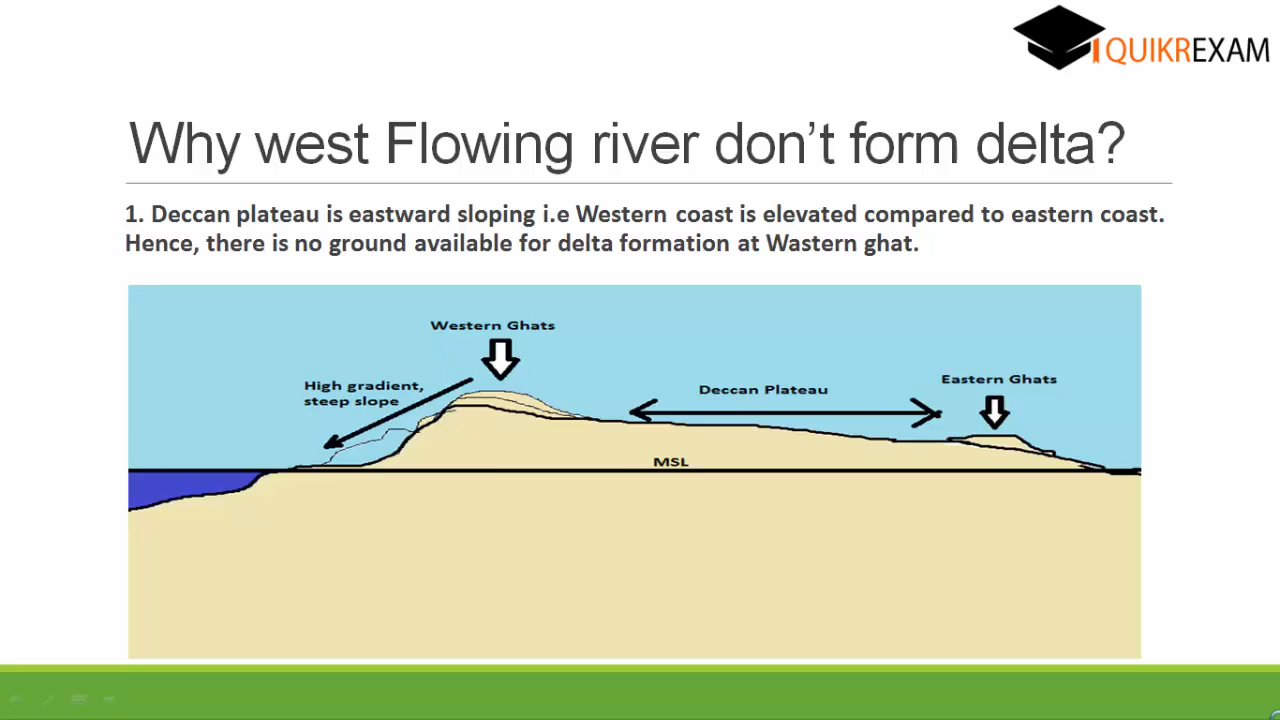 QUIKREXAM
Why west Flowing river don't form delta?
1. Deccan plateau is eastward sloping i.e Western coast is elevated compared to eastern coast.
Hence, there is no ground available for delta formation at Wastern ghat.
Western Ghats
High gradient,
steep slope
Deccan Plateau
Eastern Ghats
MSL